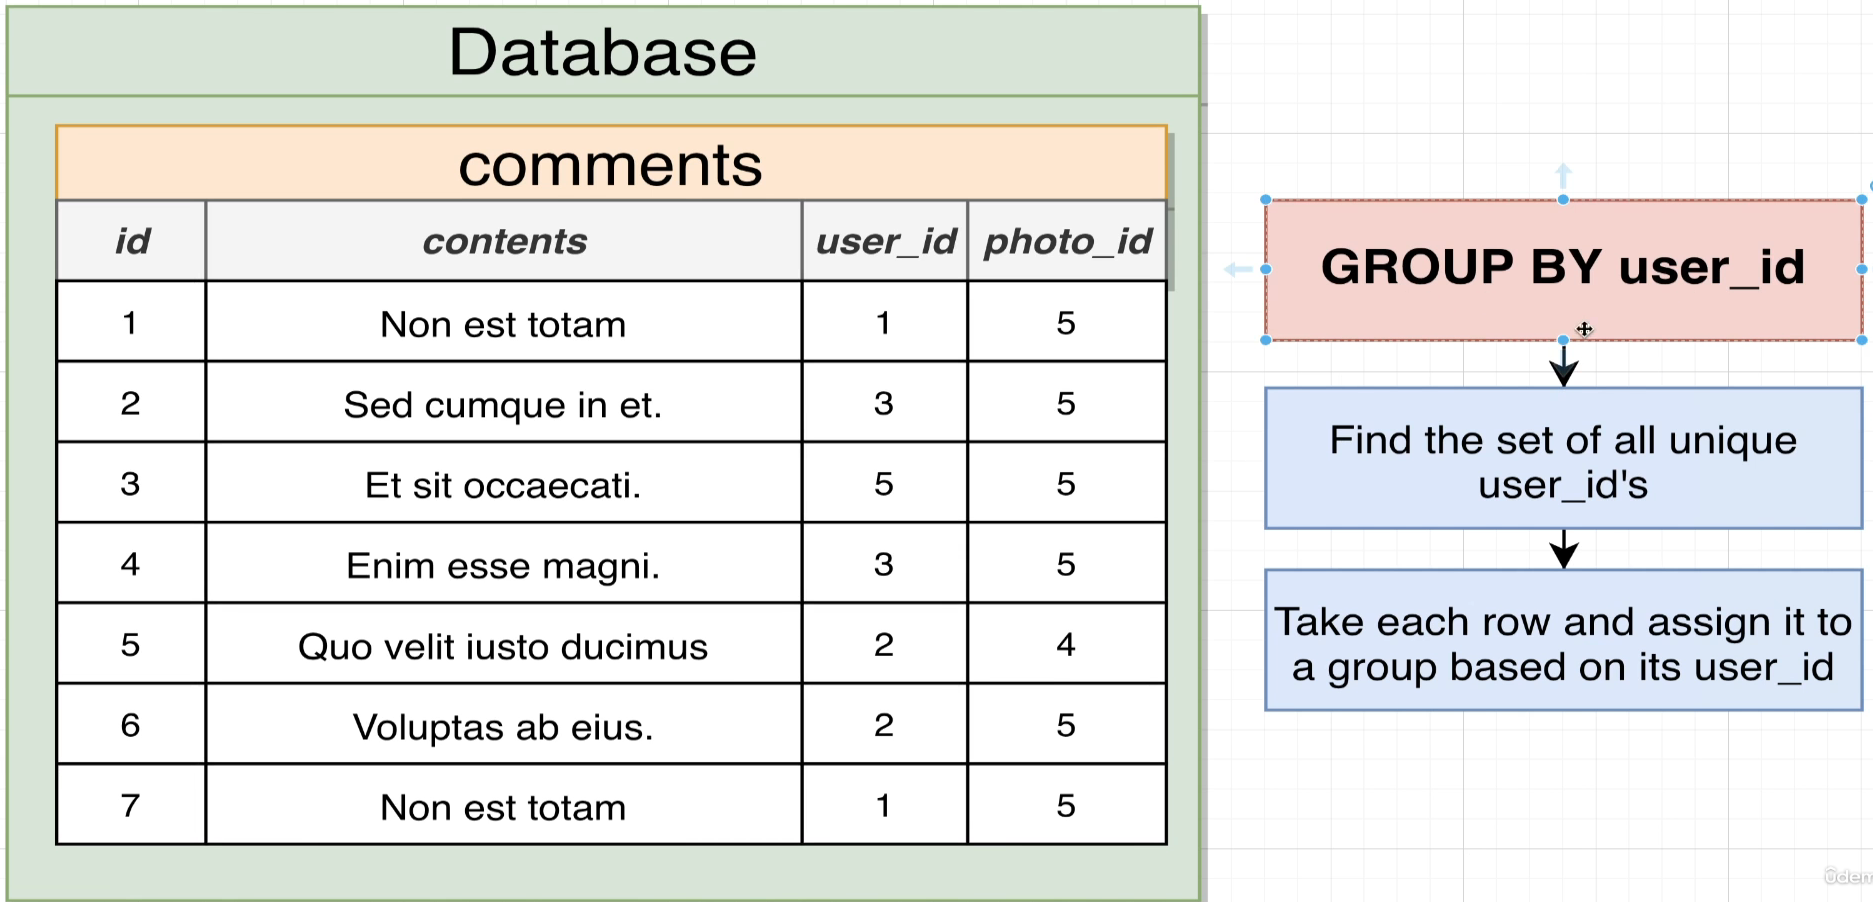 Database
comments
id contents user_id photo_id
1 Non est totam 1 5
2 Sed cumque in et. 3 5
3 Et sit occaecati. 5 5
4 Enim esse magni. 3 5
5 Quo velit iusto ducimus 2 4
6 Voluptas ab eius. 2 5
7 Non est totam 1 5
GROUP BY user_id
Find the set of all unique
user_id's
Take each row and assign it to
a group based on its user_id
ûdem